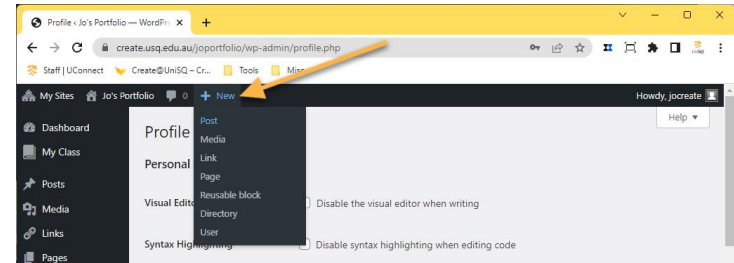 Profile ‹ Jo's Portfolio — WordPr
create.usq.edu.au/joportfolio/wp-admin/profile.php
Staff | UConnect Create@UniSQ – Cr... Tools Misc
My Sites Jo's Portfolio 0 + New Howdy, jocreate
Help
Dashboard Profile Post
Media
My Class Personal Link
Page
Posts Reusable block
Media Visual Edito Disable the visual editor when writing
Directory
Links User
Syntax Highlighting Disable syntax highlighting when editing code
Pages